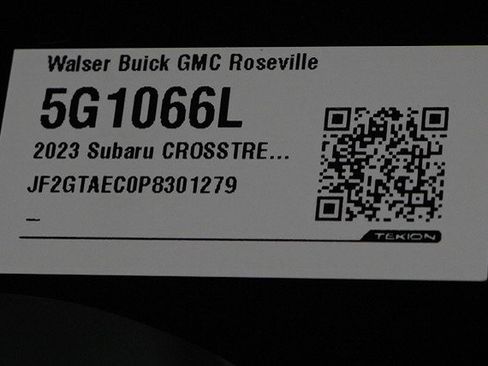 Walser Buick GMC Roseville
5G1066L
2023 Subaru CROSSTRE...
JF2GTAEC0P8301279
_
TEKION